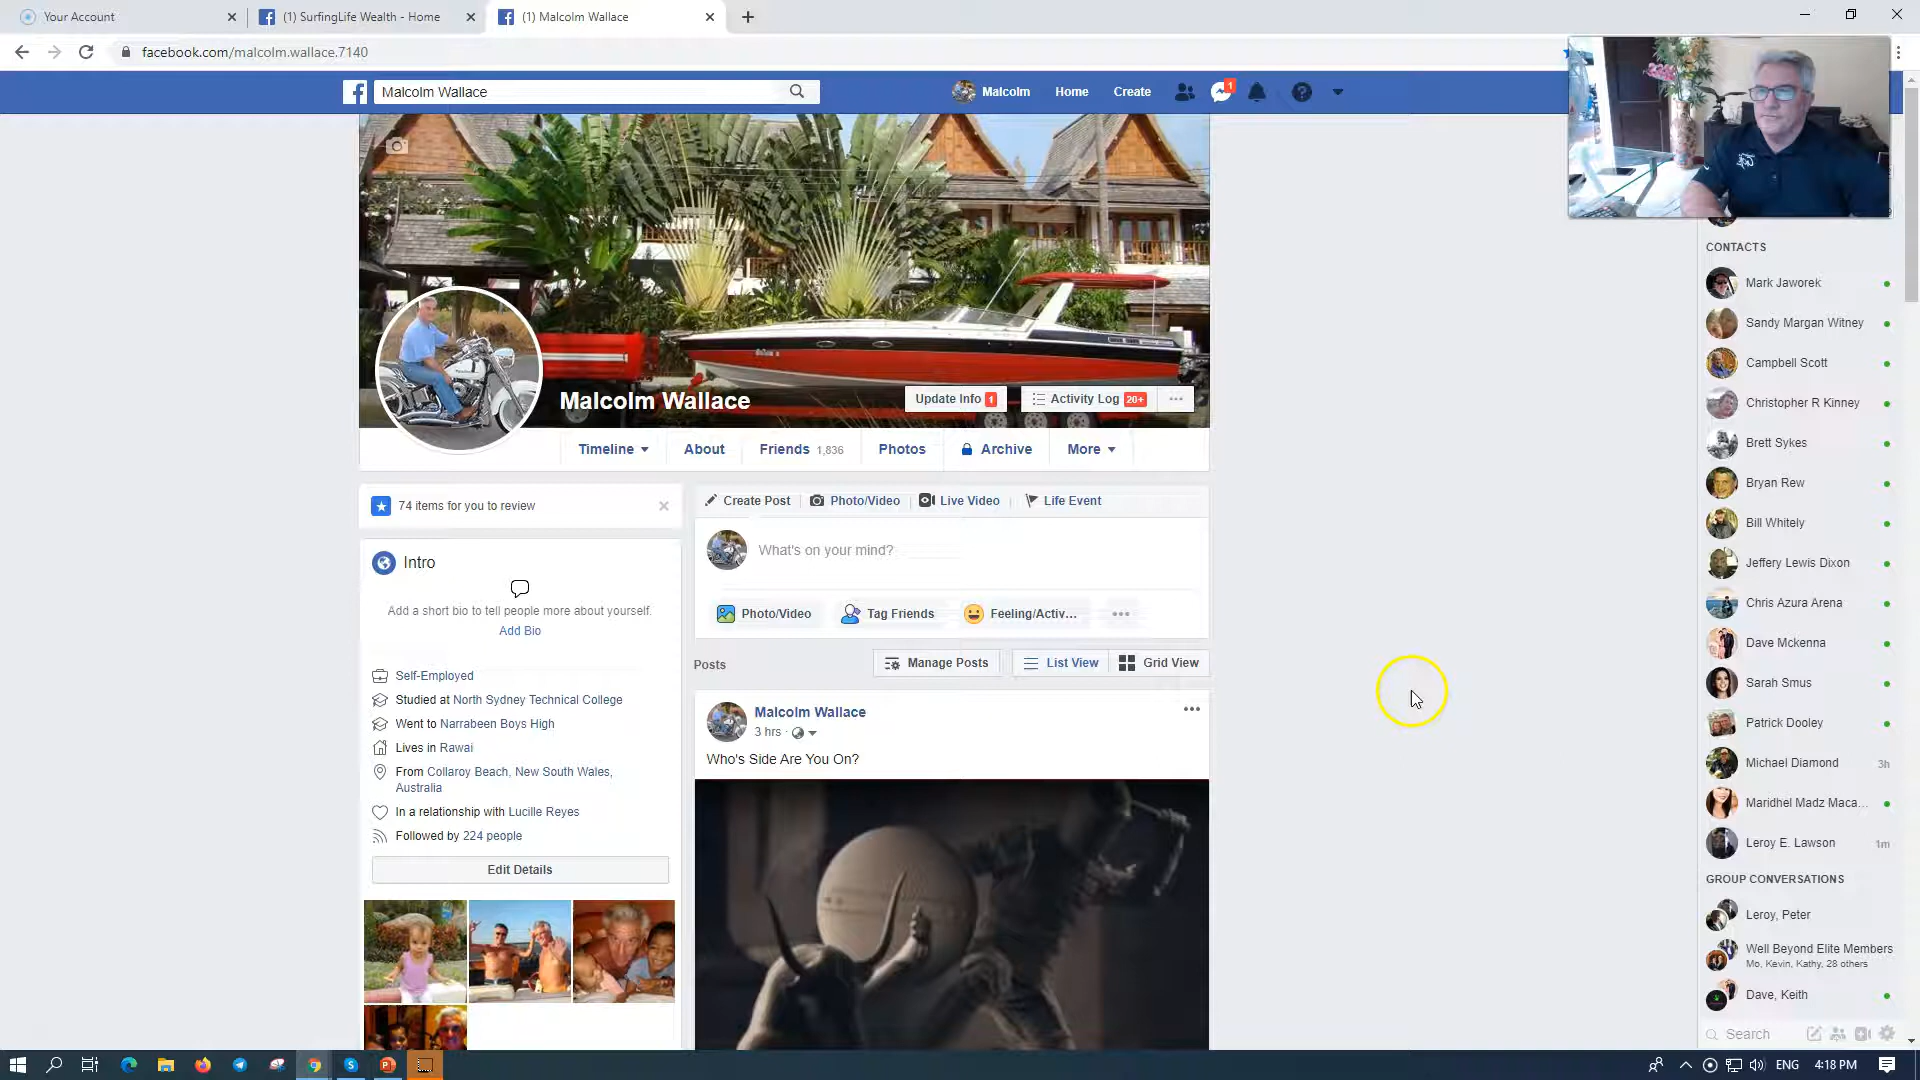 Your Account
(1) SurfingLife Wealth - Home
(1) Malcolm Wallace
facebook.com/malcolm.wallace.7140
Malcolm Wallace
Malcolm
Home
Create
1
Malcolm Wallace
Update Info 1
Activity Log 20+
Timeline
About
Friends 1,836
Photos
Archive
More
74 items for you to review
Intro
Add a short bio to tell people more about yourself.
Add Bio
Self-Employed
Studied at North Sydney Technical College
Went to Narrabeen Boys High
Lives in Rawai
From Collaroy Beach, New South Wales,
Australia
In a relationship with Lucille Reyes
Followed by 224 people
Edit Details
Create Post
Photo/Video
Live Video
Life Event
What's on your mind?
Photo/Video
Tag Friends
Feeling/Activ...
Posts
Manage Posts
List View
Grid View
Malcolm Wallace
3 hrs
Who's Side Are You On?
CONTACTS
Mark Jaworek
Sandy Margan Witney
Campbell Scott
Christopher R Kinney
Brett Sykes
Bryan Rew
Bill Whitely
Jeffery Lewis Dixon
Chris Azura Arena
Dave Mckenna
Sarah Smus
Patrick Dooley
Michael Diamond 3h
Maridhel Madz Maca...
Leroy E. Lawson 1m
GROUP CONVERSATIONS
Leroy, Peter
Well Beyond Elite Members
Mo, Kevin, Kathy, 28 others
Dave, Keith
Search
ENG
4:18 PM